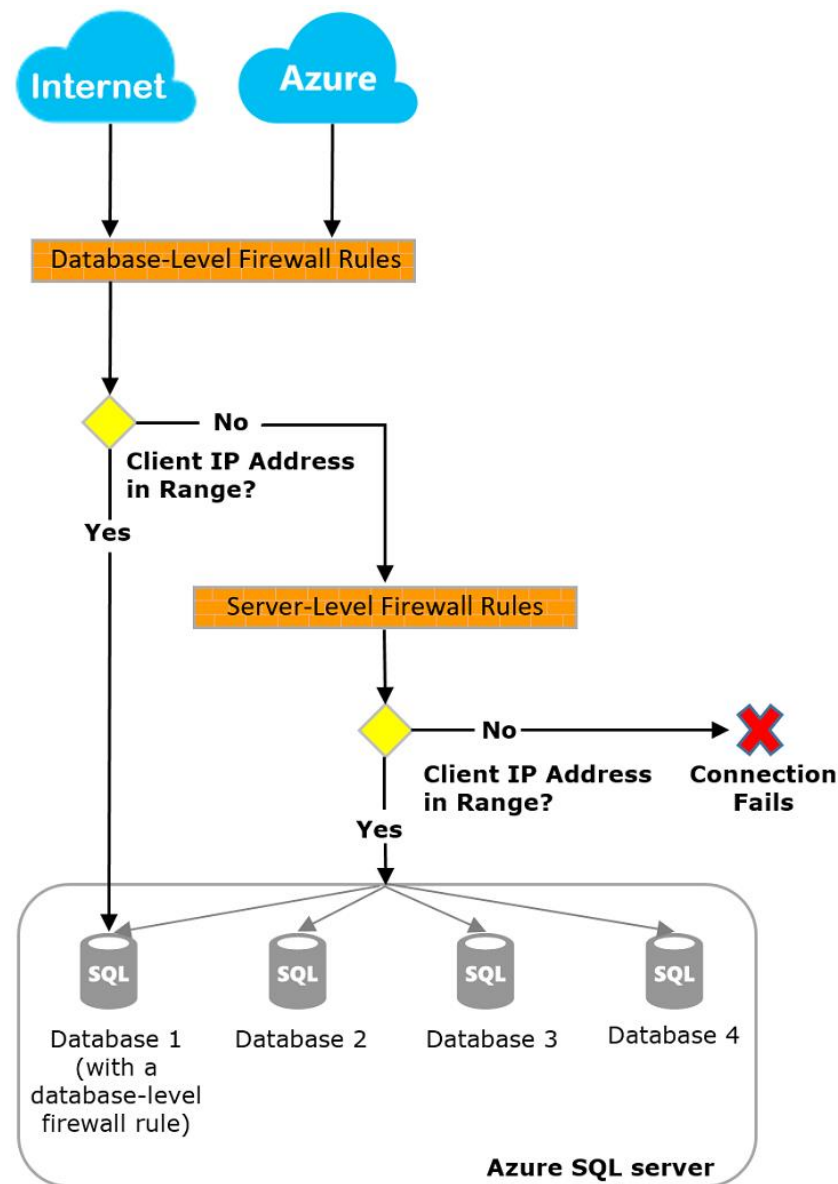 Internet
Azure
Database-Level Firewall Rules
No
Client IP Address
in Range?
Yes
Server-Level Firewall Rules
No
Client IP Address
in Range?
Connection
Fails
Yes
SQL
SQL
SQL
SQL
Database 1
(with a
database-level
firewall rule)
Database 2
Database 3
Database 4
Azure SQL server